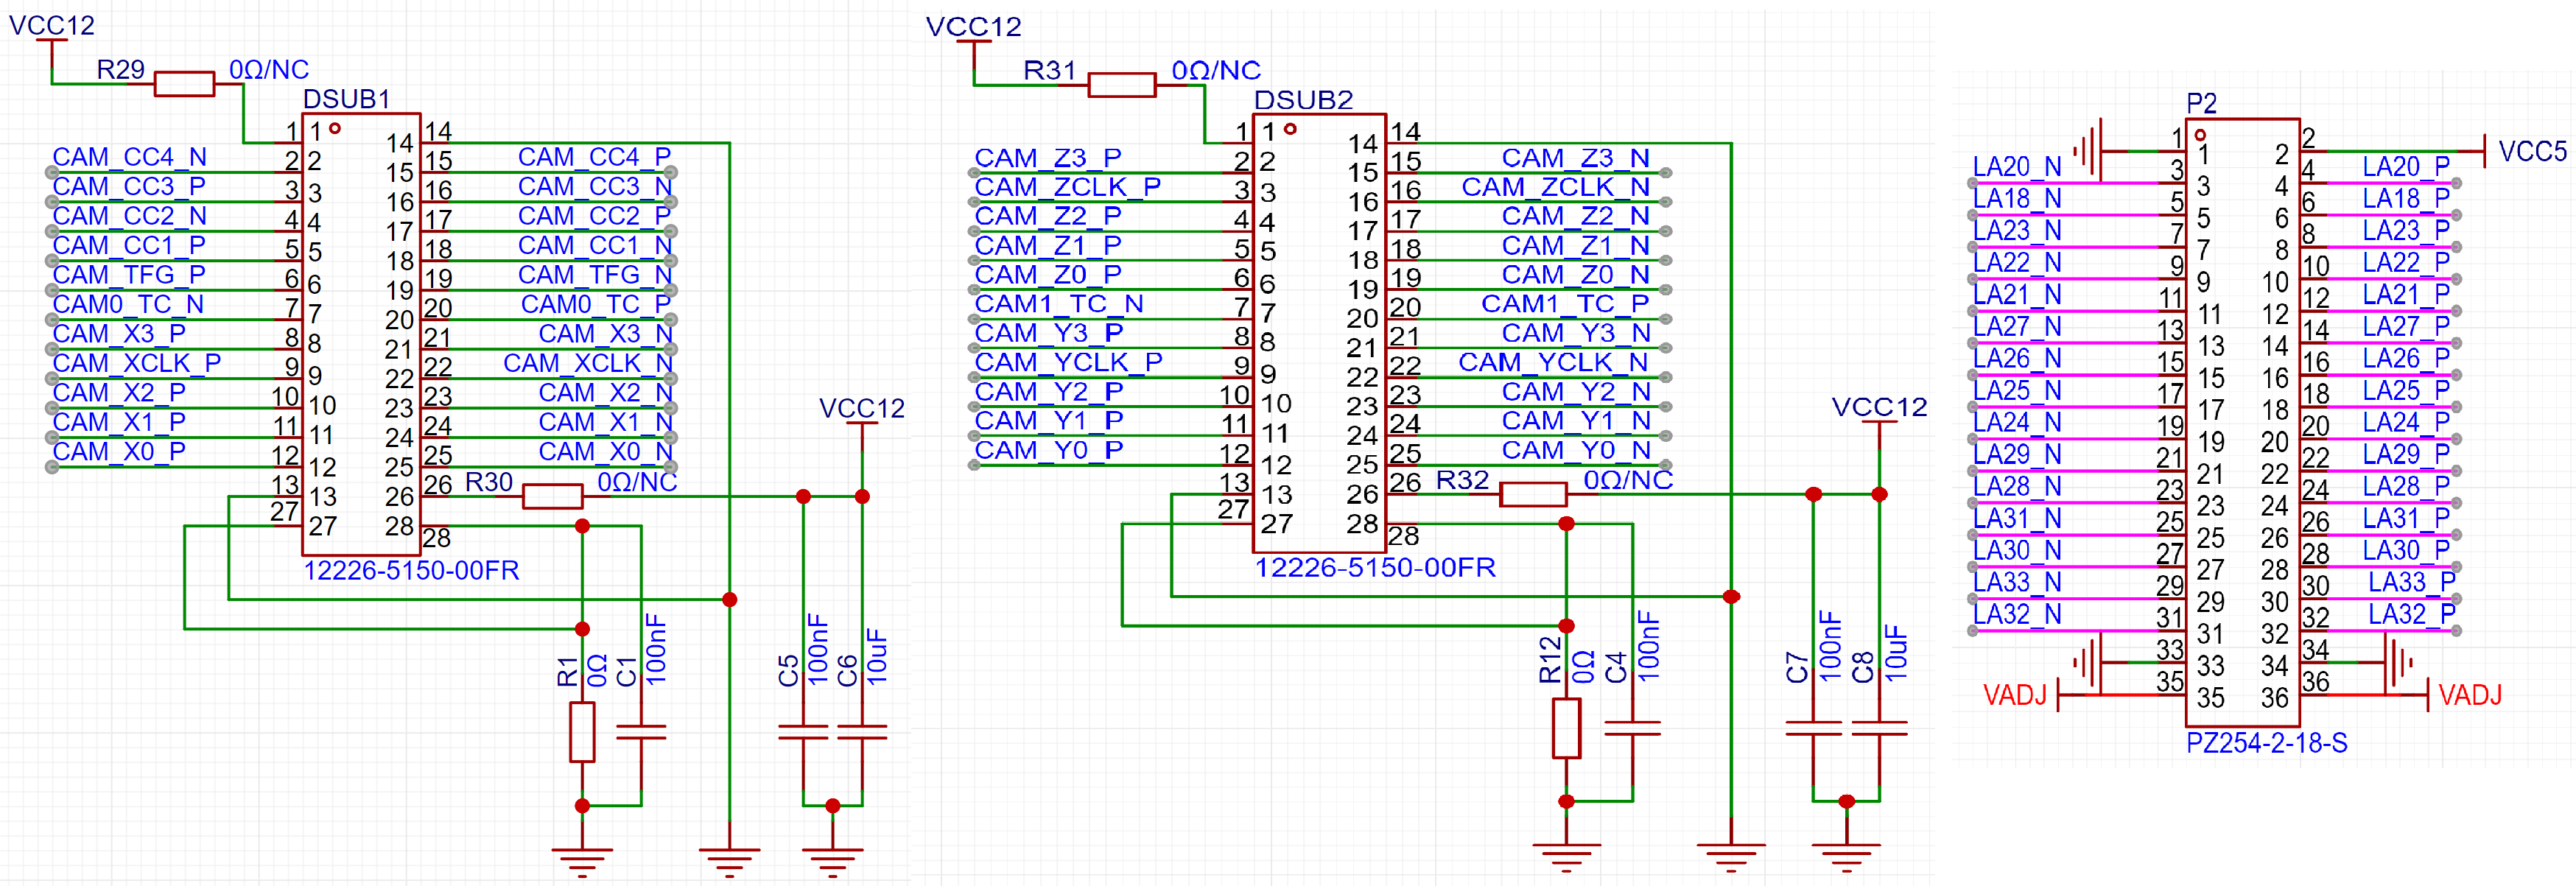 VCC12
R29 0Ω/NC
DSUB1
1 1 14 14
CAM_CC4_N 2 2 15 15 CAM_CC4_P
CAM_CC3_P 3 3 16 16 CAM_CC3_N
CAM_CC2_N 4 4 17 17 CAM_CC2_P
CAM_CC1_P 5 5 18 18 CAM_CC1_N
CAM_TFG_P 6 6 19 19 CAM_TFG_N
CAM0_TC_N 7 7 20 20 CAM0_TC_P
CAM_X3_P 8 8 21 21 CAM_X3_N
CAM_XCLK_P 9 9 22 22 CAM_XCLK_N
CAM_X2_P 10 10 23 23 CAM_X2_N
CAM_X1_P 11 11 24 24 CAM_X1_N
CAM_X0_P 12 12 25 25 CAM_X0_N
13 13 26 26 R30 0Ω/NC
27 27 28 28
12226-5150-00FR
VCC12
R1 0Ω
C1 100nF
C5 100nF
C6 10uF
VCC12
R31 0Ω/NC
DSUB2
1 1 14 14
CAM_Z3_P 2 2 15 15 CAM_Z3_N
CAM_ZCLK_P 3 3 16 16 CAM_ZCLK_N
CAM_Z2_P 4 4 17 17 CAM_Z2_N
CAM_Z1_P 5 5 18 18 CAM_Z1_N
CAM_Z0_P 6 6 19 19 CAM_Z0_N
CAM1_TC_N 7 7 20 20 CAM1_TC_P
CAM_Y3_P 8 8 21 21 CAM_Y3_N
CAM_YCLK_P 9 9 22 22 CAM_YCLK_N
CAM_Y2_P 10 10 23 23 CAM_Y2_N
CAM_Y1_P 11 11 24 24 CAM_Y1_N
CAM_Y0_P 12 12 25 25 CAM_Y0_N
13 13 26 26 R32 0Ω/NC
27 27 28 28
12226-5150-00FR
VCC12
R12 0Ω
C4 100nF
C7 100nF
C8 10uF
P2
1 1 2 2 VCC5
LA20_N 3 3 4 4 LA20_P
LA18_N 5 5 6 6 LA18_P
LA23_N 7 7 8 8 LA23_P
LA22_N 9 9 10 10 LA22_P
LA21_N 11 11 12 12 LA21_P
LA27_N 13 13 14 14 LA27_P
LA26_N 15 15 16 16 LA26_P
LA25_N 17 17 18 18 LA25_P
LA24_N 19 19 20 20 LA24_P
LA29_N 21 21 22 22 LA29_P
LA28_N 23 23 24 24 LA28_P
LA31_N 25 25 26 26 LA31_P
LA30_N 27 27 28 28 LA30_P
LA33_N 29 29 30 30 LA33_P
LA32_N 31 31 32 32 LA32_P
33 33 34 34
VADJ 35 35 36 36 VADJ
PZ254-2-18-S